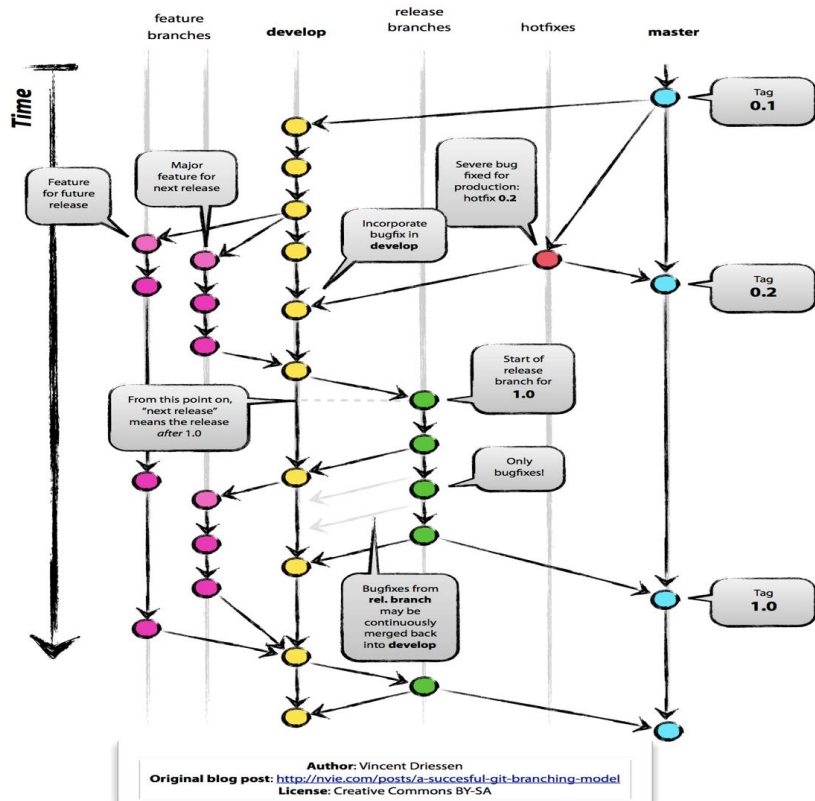 feature
branches
develop
release
branches
hotfixes
master
Time
Tag
0.1
Major
feature for
next release
Feature
for future
release
Severe bug
fixed for
production:
hotfix 0.2
Incorporate
bugfix in
develop
Tag
0.2
Start of
release
branch for
1.0
From this point on,
“next release”
means the release
after 1.0
Only
bugfixes!
Bugfixes from
rel. branch
may be
continuously
merged back
into develop
Tag
1.0
Author: Vincent Driessen
Original blog post: http://nvie.com/posts/a-succesful-git-branching-model
License: Creative Commons BY-SA